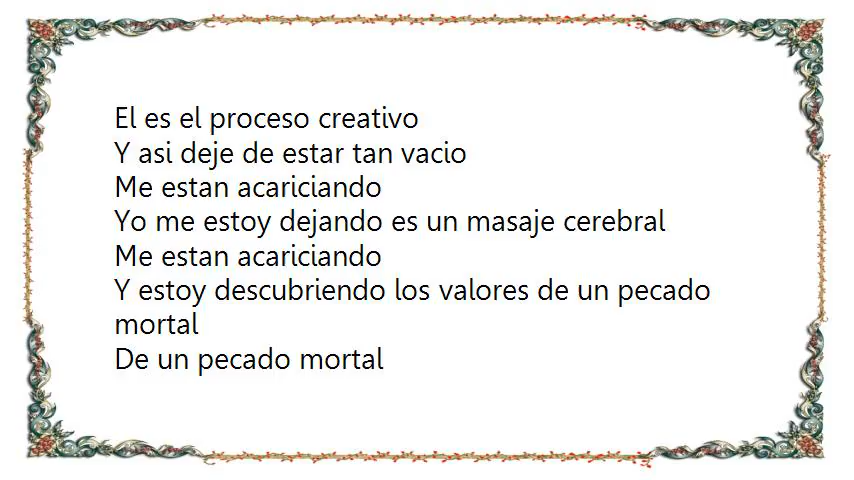 El es el proceso creativo
Y asi deje de estar tan vacio
Me estan acariciando
Yo me estoy dejando es un masaje cerebral
Me estan acariciando
Y estoy descubriendo los valores de un pecado
mortal
De un pecado mortal